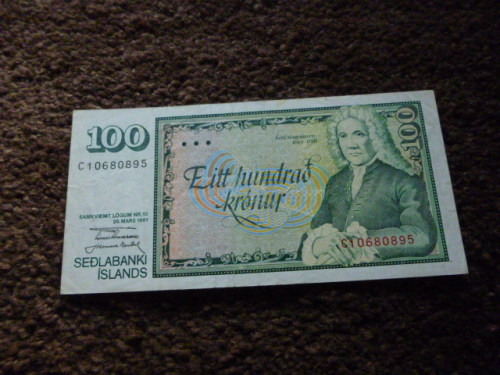 100
C10680895
SAMKVÆMT LÖGUM NR. 10
29. MARS 1961
SEÐLABANKI
ÍSLANDS
Eitt hundrað
krónur
100
C10680895